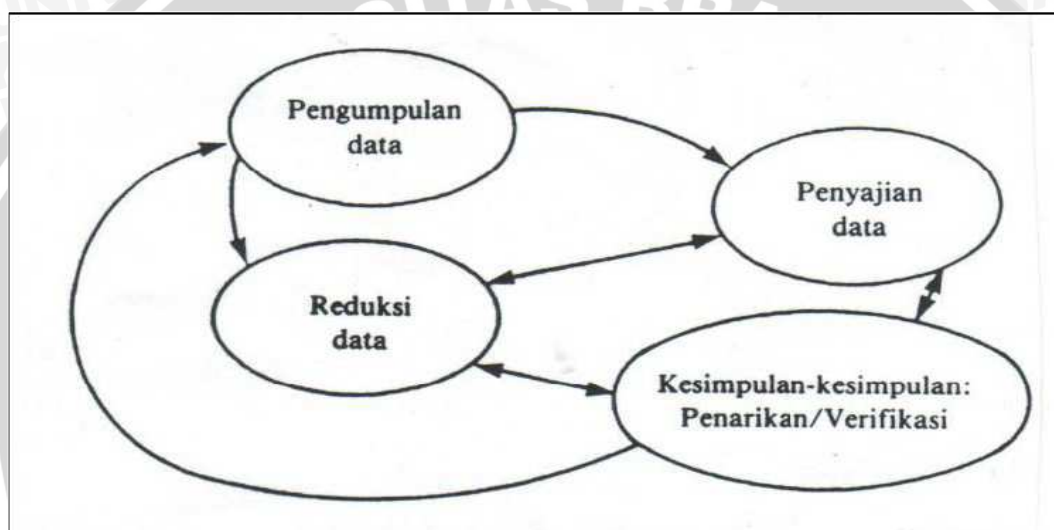 Pengumpulan
data
Penyajian
data
Reduksi
data
Kesimpulan-kesimpulan:
Penarikan/Verifikasi